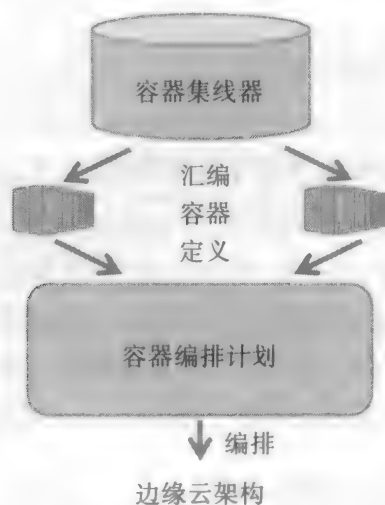 容器集线器
汇编
容器
定义
容器编排计划
编排
边缘云架构